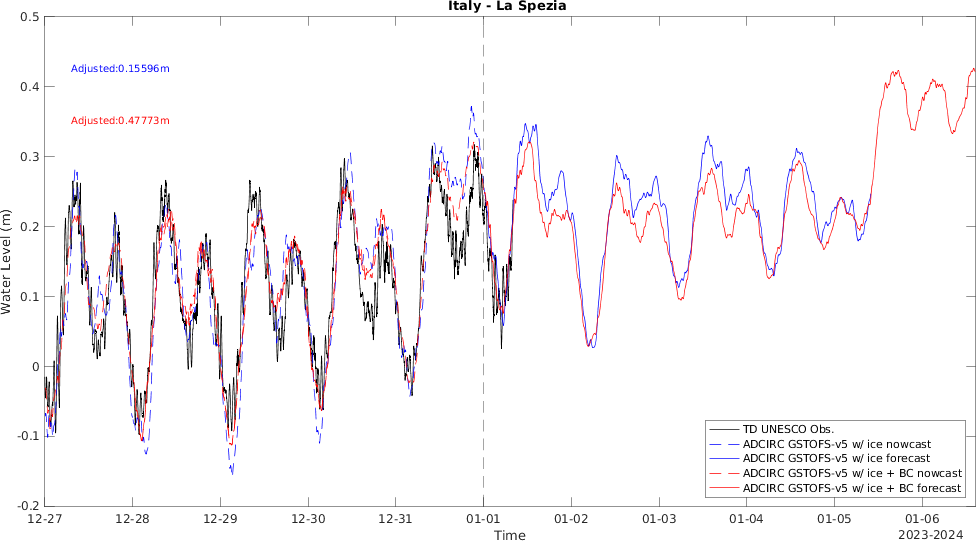 Italy - La Spezia
0.5
0.4
0.3
0.2
0.1
0
-0.1
-0.2
Water Level (m)
Adjusted:0.15596m
Adjusted:0.47773m
TD UNESCO Obs.
ADCIRC GSTOFS-v5 w/ ice nowcast
ADCIRC GSTOFS-v5 w/ ice forecast
ADCIRC GSTOFS-v5 w/ ice + BC nowcast
ADCIRC GSTOFS-v5 w/ ice + BC forecast
12-27 12-28 12-29 12-30 12-31 01-01 01-02 01-03 01-04 01-05 01-06
Time
2023-2024